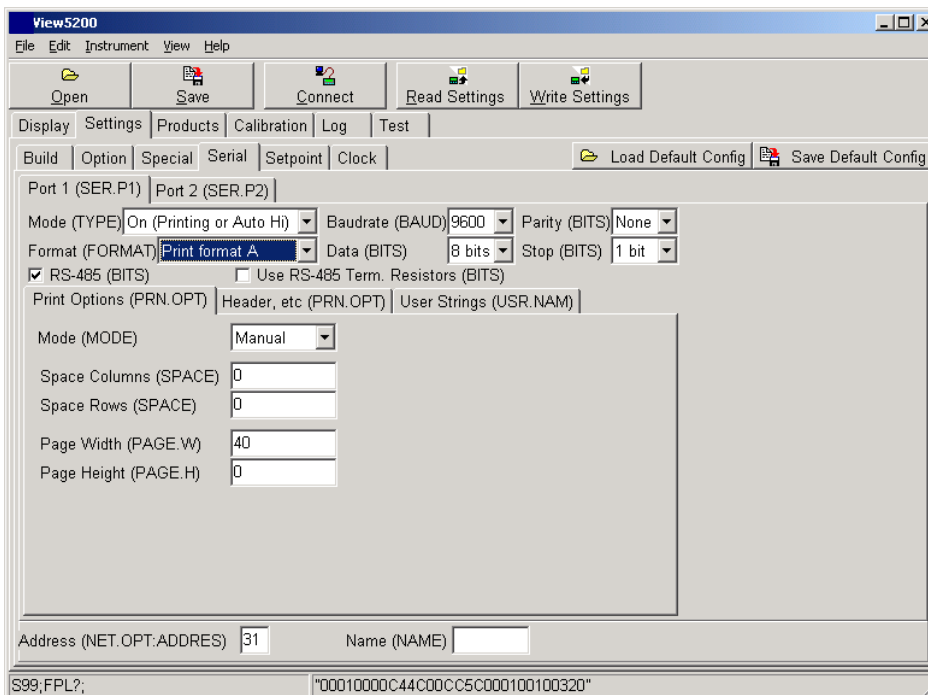 View5200
File Edit Instrument View Help
Open Save Connect Read Settings Write Settings
Display Settings Products Calibration Log Test
Build Option Special Serial Setpoint Clock Load Default Config Save Default Config
Port 1 (SER.P1) Port 2 (SER.P2)
Mode (TYPE) On (Printing or Auto Hi) Baudrate (BAUD) 9600 Parity (BITS) None
Format (FORMAT) Print format A Data (BITS) 8 bits Stop (BITS) 1 bit
RS-485 (BITS) Use RS-485 Term. Resistors (BITS)
Print Options (PRN.OPT) Header, etc (PRN.OPT) User Strings (USR.NAM)
Mode (MODE) Manual
Space Columns (SPACE) 0
Space Rows (SPACE) 0
Page Width (PAGE.W) 40
Page Height (PAGE.H) 0
Address (NET.OPT:ADDRES) 31 Name (NAME)
S99;FPL?; "00010000C44C00CC5C000100100320"